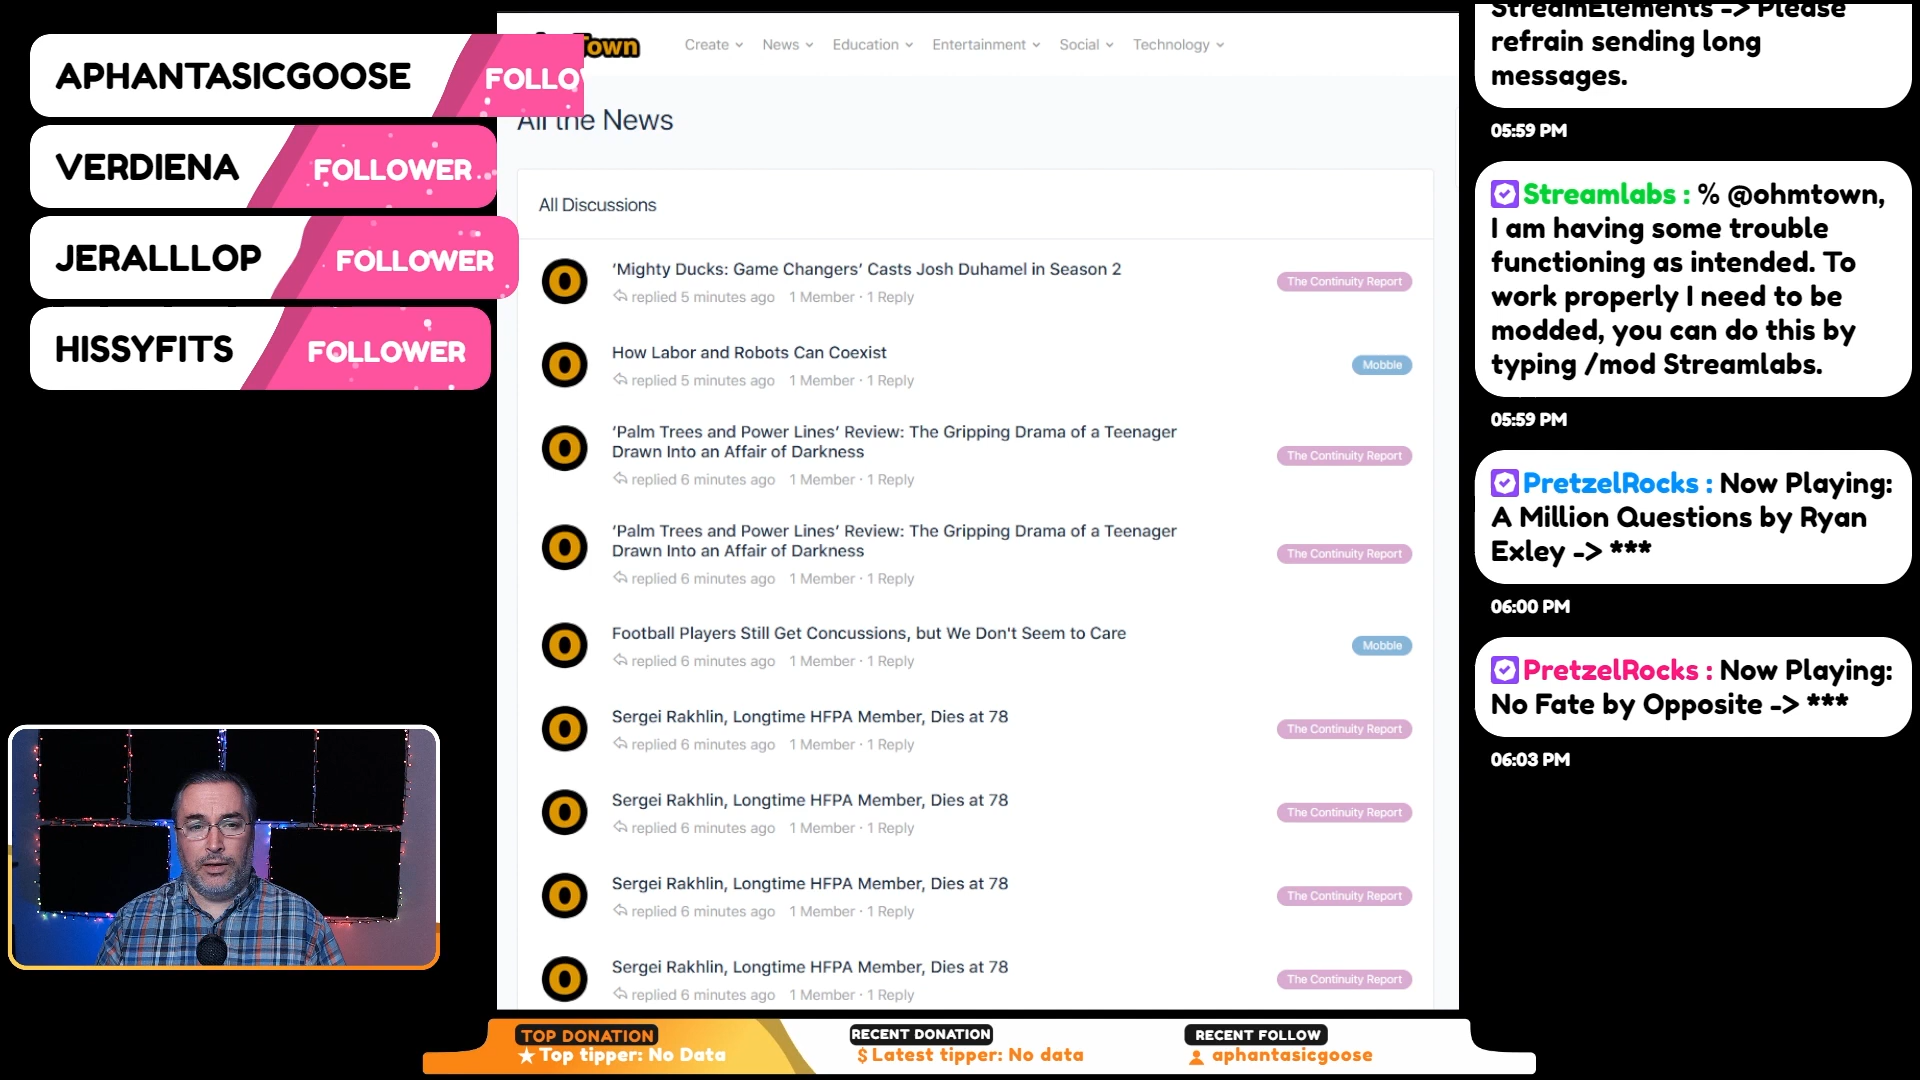 APHANTASICGOOSE
FOLLO
VERDIENA
FOLLOWER
JERALLLOP
FOLLOWER
HISSYFITS
FOLLOWER
Town
Create
News
Education
Entertainment
Social
Technology
All the News
All Discussions
‘Mighty Ducks: Game Changers’ Casts Josh Duhamel in Season 2
replied 5 minutes ago 1 Member · 1 Reply
The Continuity Report
How Labor and Robots Can Coexist
replied 5 minutes ago 1 Member · 1 Reply
Mobble
‘Palm Trees and Power Lines’ Review: The Gripping Drama of a Teenager
Drawn Into an Affair of Darkness
replied 6 minutes ago 1 Member · 1 Reply
The Continuity Report
‘Palm Trees and Power Lines’ Review: The Gripping Drama of a Teenager
Drawn Into an Affair of Darkness
replied 6 minutes ago 1 Member · 1 Reply
The Continuity Report
Football Players Still Get Concussions, but We Don't Seem to Care
replied 6 minutes ago 1 Member · 1 Reply
Mobble
Sergei Rakhlin, Longtime HFPA Member, Dies at 78
replied 6 minutes ago 1 Member · 1 Reply
The Continuity Report
Sergei Rakhlin, Longtime HFPA Member, Dies at 78
replied 6 minutes ago 1 Member · 1 Reply
The Continuity Report
Sergei Rakhlin, Longtime HFPA Member, Dies at 78
replied 6 minutes ago 1 Member · 1 Reply
The Continuity Report
Sergei Rakhlin, Longtime HFPA Member, Dies at 78
replied 6 minutes ago 1 Member · 1 Reply
The Continuity Report
StreamElements -> Please
refrain sending long
messages.
05:59 PM
Streamlabs : % @ohmtown,
I am having some trouble
functioning as intended. To
work properly I need to be
modded, you can do this by
typing /mod Streamlabs.
05:59 PM
PretzelRocks : Now Playing:
A Million Questions by Ryan
Exley -> ***
06:00 PM
PretzelRocks : Now Playing:
No Fate by Opposite -> ***
06:03 PM
TOP DONATION
Top tipper: No Data
RECENT DONATION
$ Latest tipper: No data
RECENT FOLLOW
aphantasicgoose